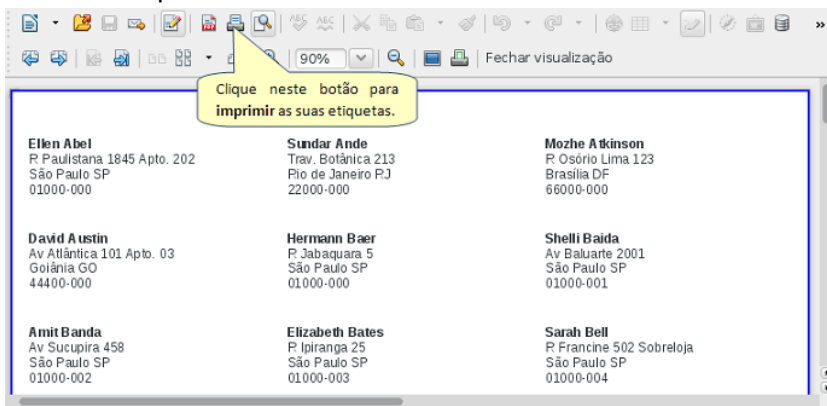 90%
Fechar visualização
Clique neste botão para
imprimir as suas etiquetas.
Ellen Abel
R Paulistana 1845 Apto. 202
São Paulo SP
01000-000
Sundar Ande
Trav. Botânica 213
Rio de Janeiro RJ
22000-000
Mozhe Atkinson
R Osório Lima 123
Brasília DF
66000-000
David Austin
Av Atlântica 101 Apto. 03
Goiânia GO
44400-000
Hermann Baer
R Jabaquara 5
São Paulo SP
01000-000
Shelli Baida
Av Baluarte 2001
São Paulo SP
01000-001
Amit Banda
Av Sucupira 458
São Paulo SP
01000-002
Elizabeth Bates
R Ipiranga 25
São Paulo SP
01000-003
Sarah Bell
R Francine 502 Sobreloja
São Paulo SP
01000-004